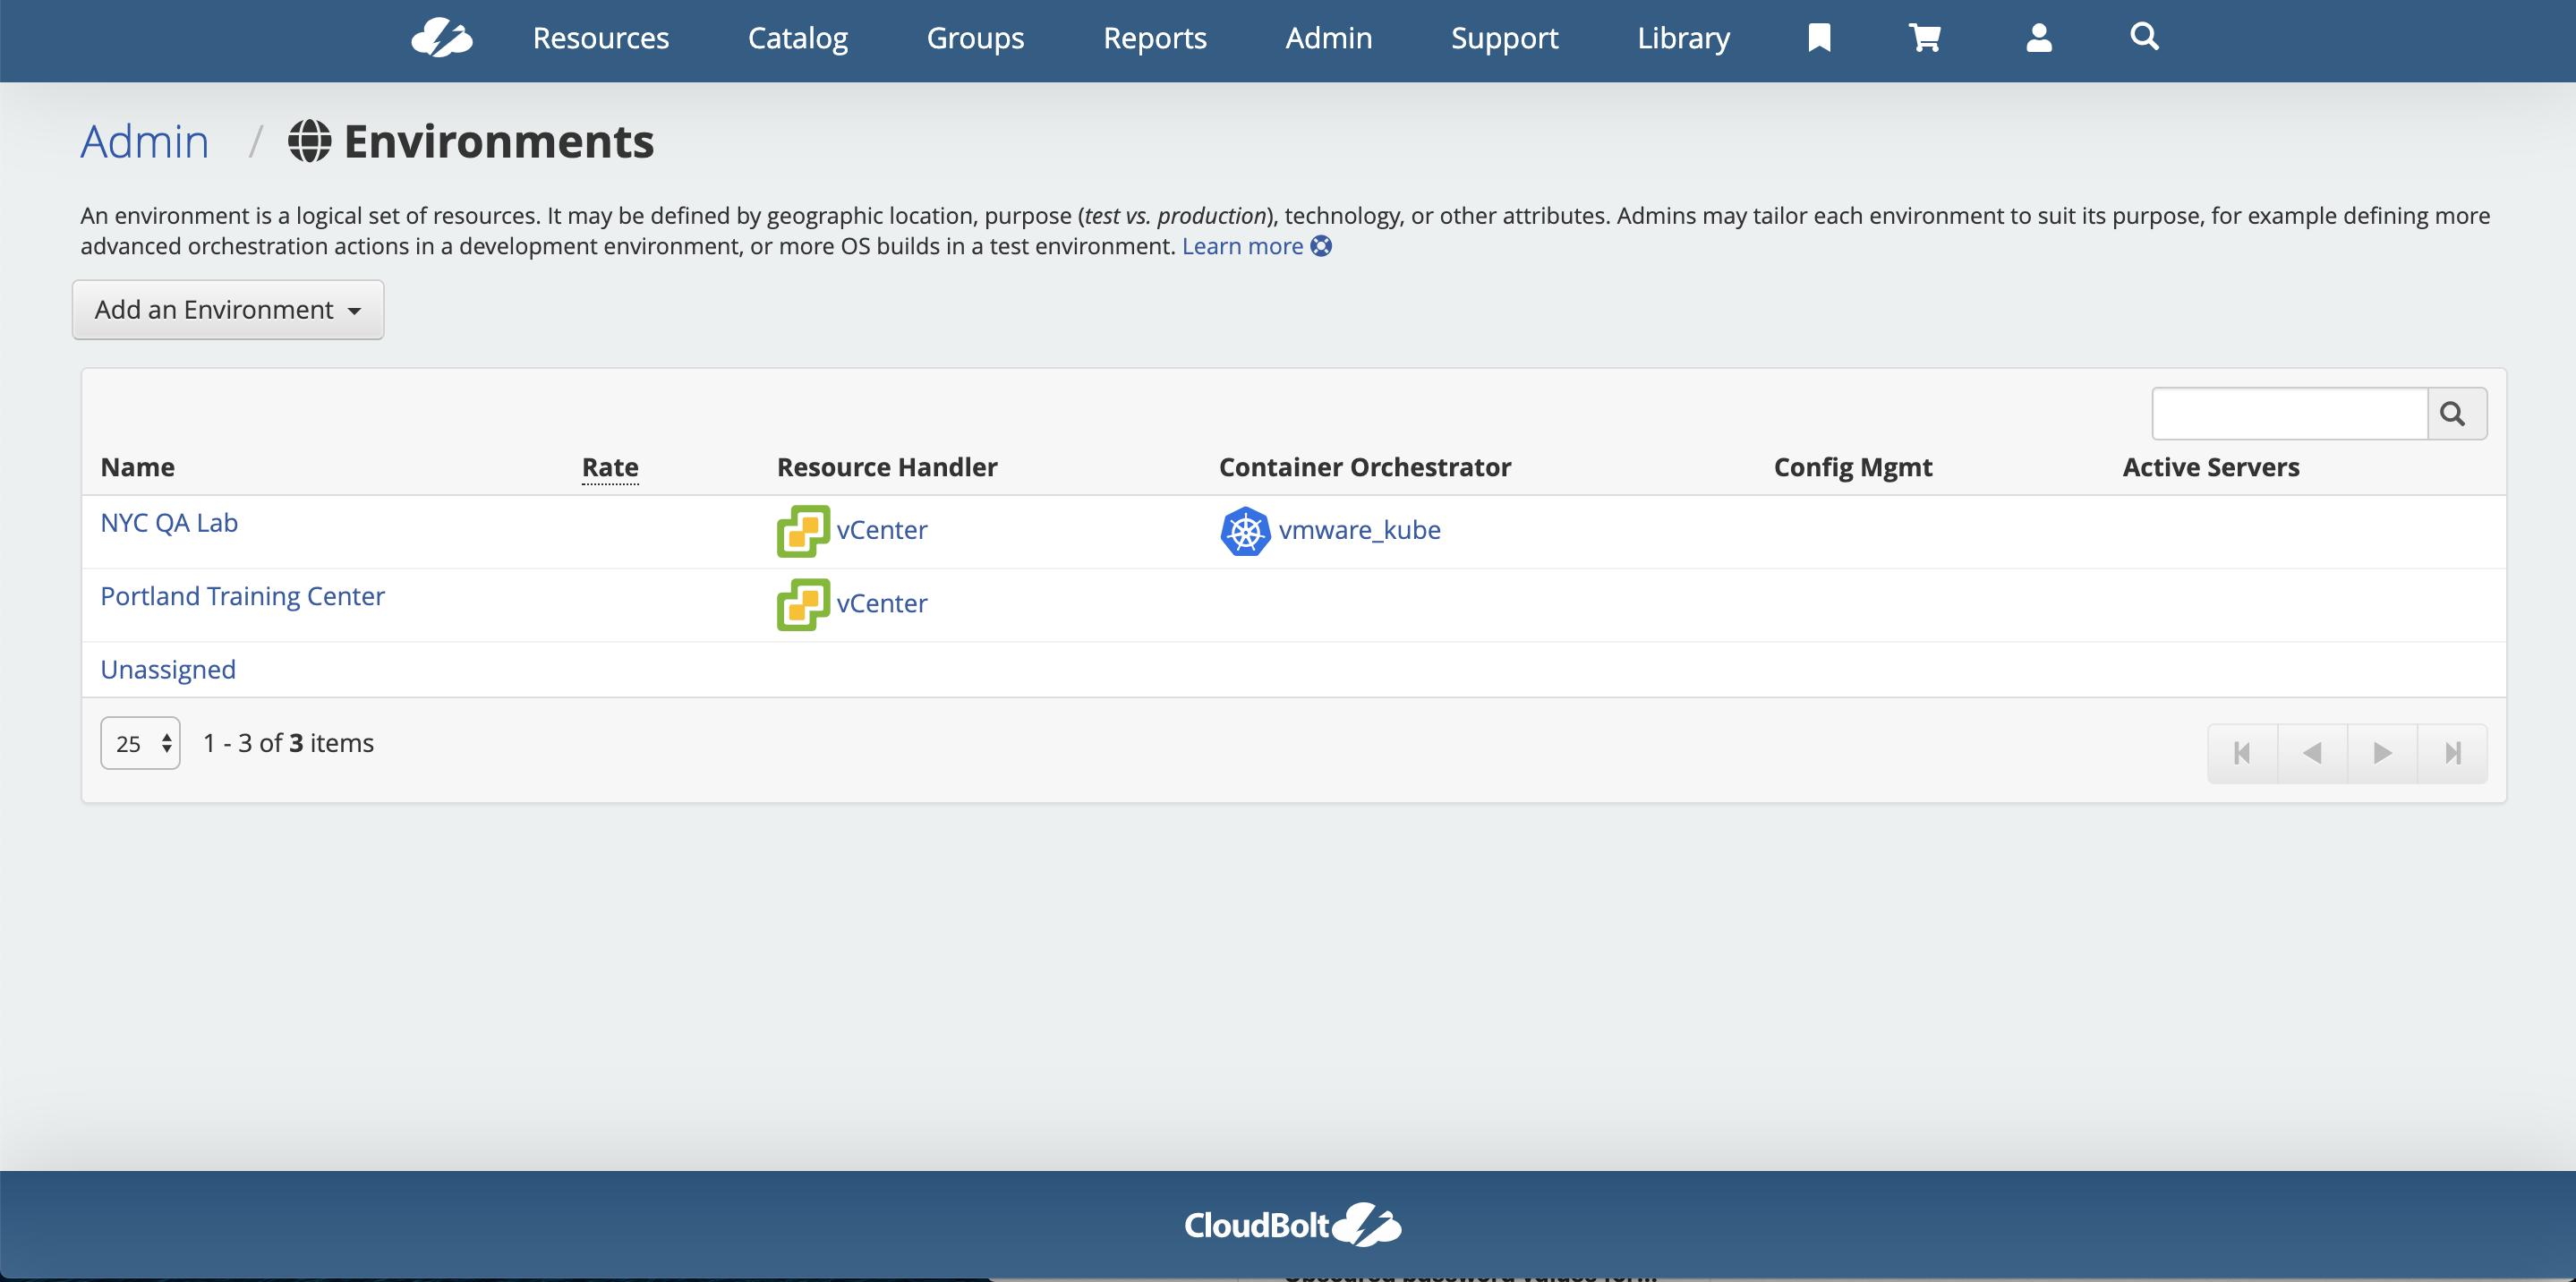 Resources Catalog Groups Reports Admin Support Library
Admin / Environments
An environment is a logical set of resources. It may be defined by geographic location, purpose (test vs. production), technology, or other attributes. Admins may tailor each environment to suit its purpose, for example defining more
advanced orchestration actions in a development environment, or more OS builds in a test environment. Learn more
Add an Environment
Name Rate Resource Handler Container Orchestrator Config Mgmt Active Servers
NYC QA Lab vCenter vmware_kube
Portland Training Center vCenter
Unassigned
25 1 - 3 of 3 items
CloudBolt